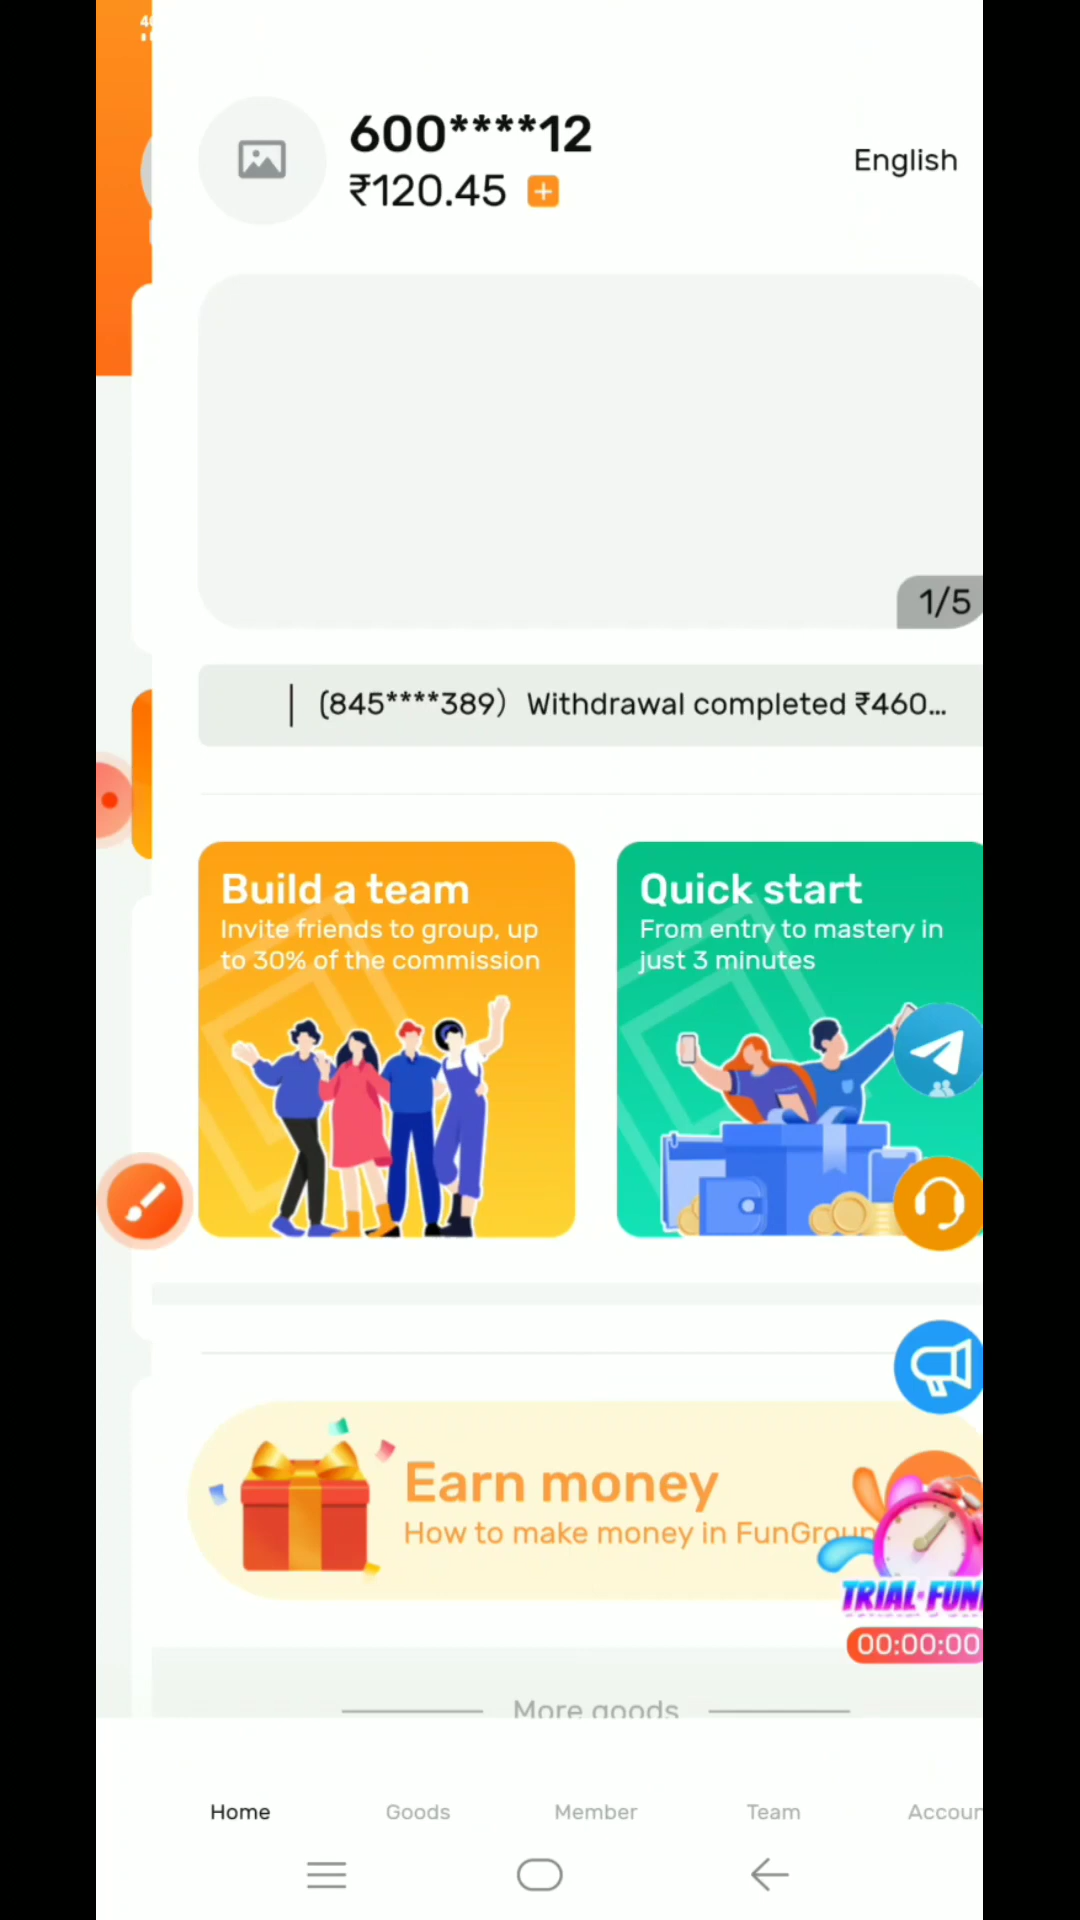 600****12
₹120.45
English
1/5
(845****389) Withdrawal completed ₹460...
Build a team
Invite friends to group, up
to 30% of the commission
Quick start
From entry to mastery in
just 3 minutes
Earn money
How to make money in FunGroup
TRIAL·FUN
00:00:00
More goods
Home
Goods
Member
Team
Accoun